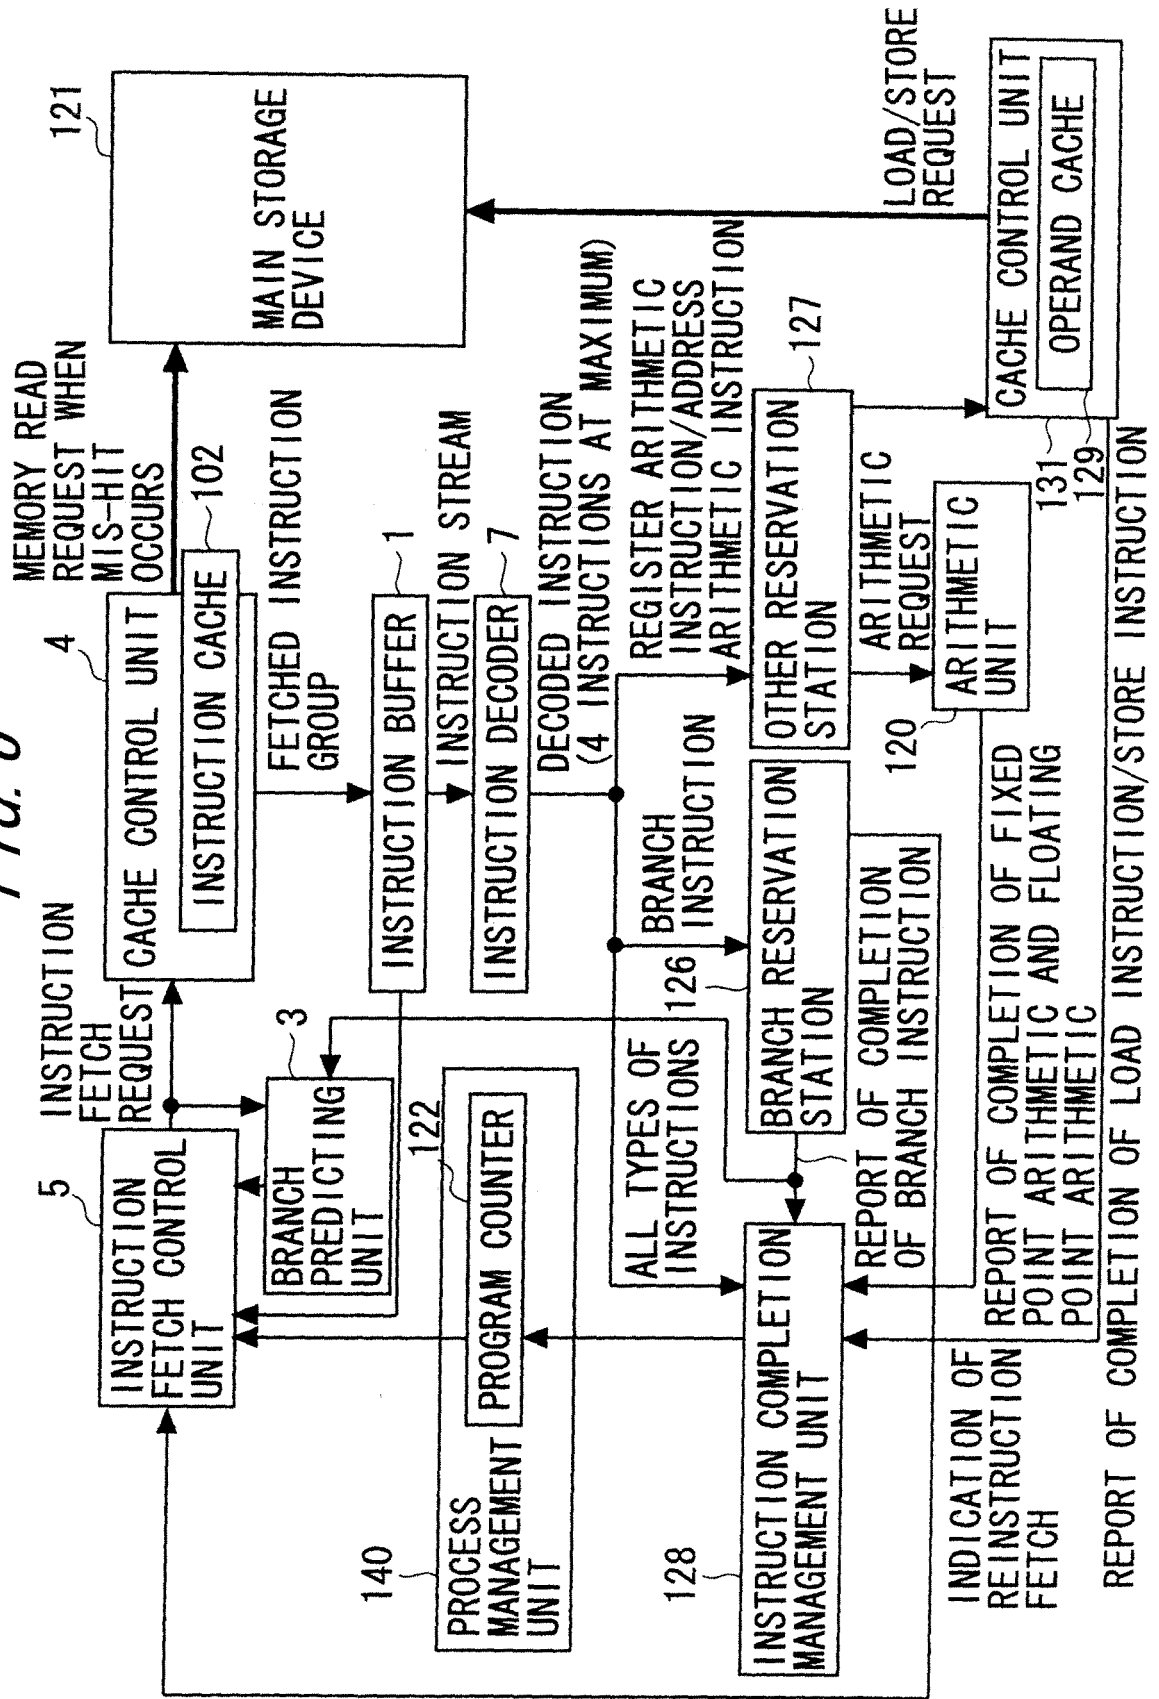 INSTRUCTION
FETCH
REQUEST
MEMORY READ
REQUEST WHEN
MIS-HIT
OCCURS
5
INSTRUCTION
FETCH CONTROL
UNIT
4
CACHE CONTROL UNIT
INSTRUCTION CACHE
102
121
MAIN STORAGE
DEVICE
3
BRANCH
PREDICTING
UNIT
FETCHED INSTRUCTION
GROUP
1
INSTRUCTION BUFFER
INSTRUCTION STREAM
7
INSTRUCTION DECODER
DECODED INSTRUCTION
(4 INSTRUCTIONS AT MAXIMUM)
140
PROCESS
MANAGEMENT
UNIT
122
PROGRAM COUNTER
ALL TYPES OF
INSTRUCTIONS
BRANCH
INSTRUCTION
REGISTER ARITHMETIC
INSTRUCTION/ADDRESS
ARITHMETIC INSTRUCTION
128
INSTRUCTION COMPLETION
MANAGEMENT UNIT
126
BRANCH RESERVATION
STATION
127
OTHER RESERVATION
STATION
LOAD/STORE
REQUEST
REPORT OF COMPLETION
OF BRANCH INSTRUCTION
ARITHMETIC
REQUEST
120
ARITHMETIC
UNIT
CACHE CONTROL UNIT
OPERAND CACHE
131
129
INDICATION OF
REINSTRUCTION
FETCH
REPORT OF COMPLETION OF FIXED
POINT ARITHMETIC AND FLOATING
POINT ARITHMETIC
REPORT OF COMPLETION OF LOAD INSTRUCTION/STORE INSTRUCTION